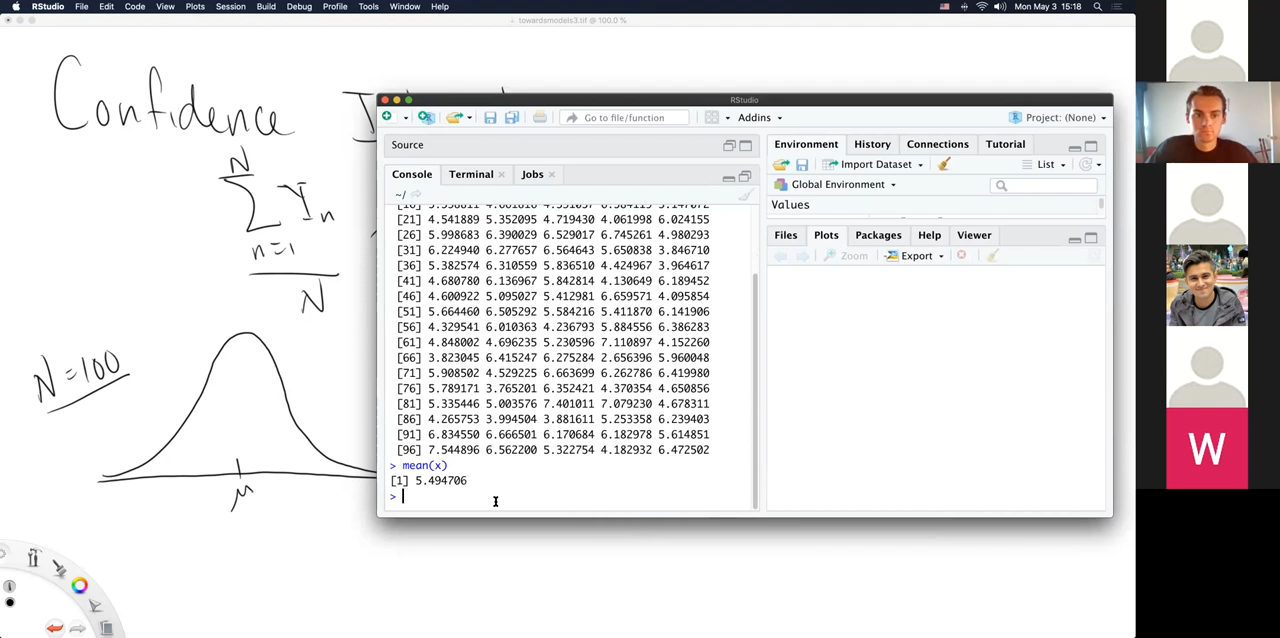 RStudio File Edit Code View Plots Session Build Debug Profile Tools Window Help Mon May 3 15:18
towardsmodels3.tif @ 100.0 %
Confidence
N
∑ Yn
n=1
N
N=100
μ
RStudio
Go to file/function Addins Project: (None)
Source
Console Terminal Jobs
~/
[21] 4.541689 5.352095 4.719430 4.061998 6.024155
[26] 5.998646 6.390029 6.529017 6.745261 4.980293
[31] 6.224940 6.277657 6.564643 5.650838 3.846710
[36] 5.382574 6.310559 5.836510 4.424967 3.964617
[41] 4.680780 6.136967 5.842814 4.130649 6.189452
[46] 4.600922 5.095027 5.412981 6.659571 4.095854
[51] 5.664460 6.505292 5.584216 5.411870 6.141906
[56] 4.329541 6.010363 4.236793 5.884556 6.386283
[61] 4.848002 4.696235 5.230596 7.110897 4.152260
[66] 3.823045 6.415247 6.275284 2.656396 5.960048
[71] 5.908502 4.529225 6.663699 6.262786 6.419980
[76] 5.789171 3.765201 6.352421 4.370354 4.650856
[81] 5.335446 5.003576 7.401011 7.079230 4.678311
[86] 4.265753 3.994504 3.881611 5.253358 6.239403
[91] 6.834550 6.666501 6.170684 6.182978 5.614851
[96] 7.544896 6.562200 5.322754 4.182932 6.472502
> mean(x)
[1] 5.494706
>
Environment History Connections Tutorial
Import Dataset List
Global Environment
Values
Files Plots Packages Help Viewer
Zoom Export
W